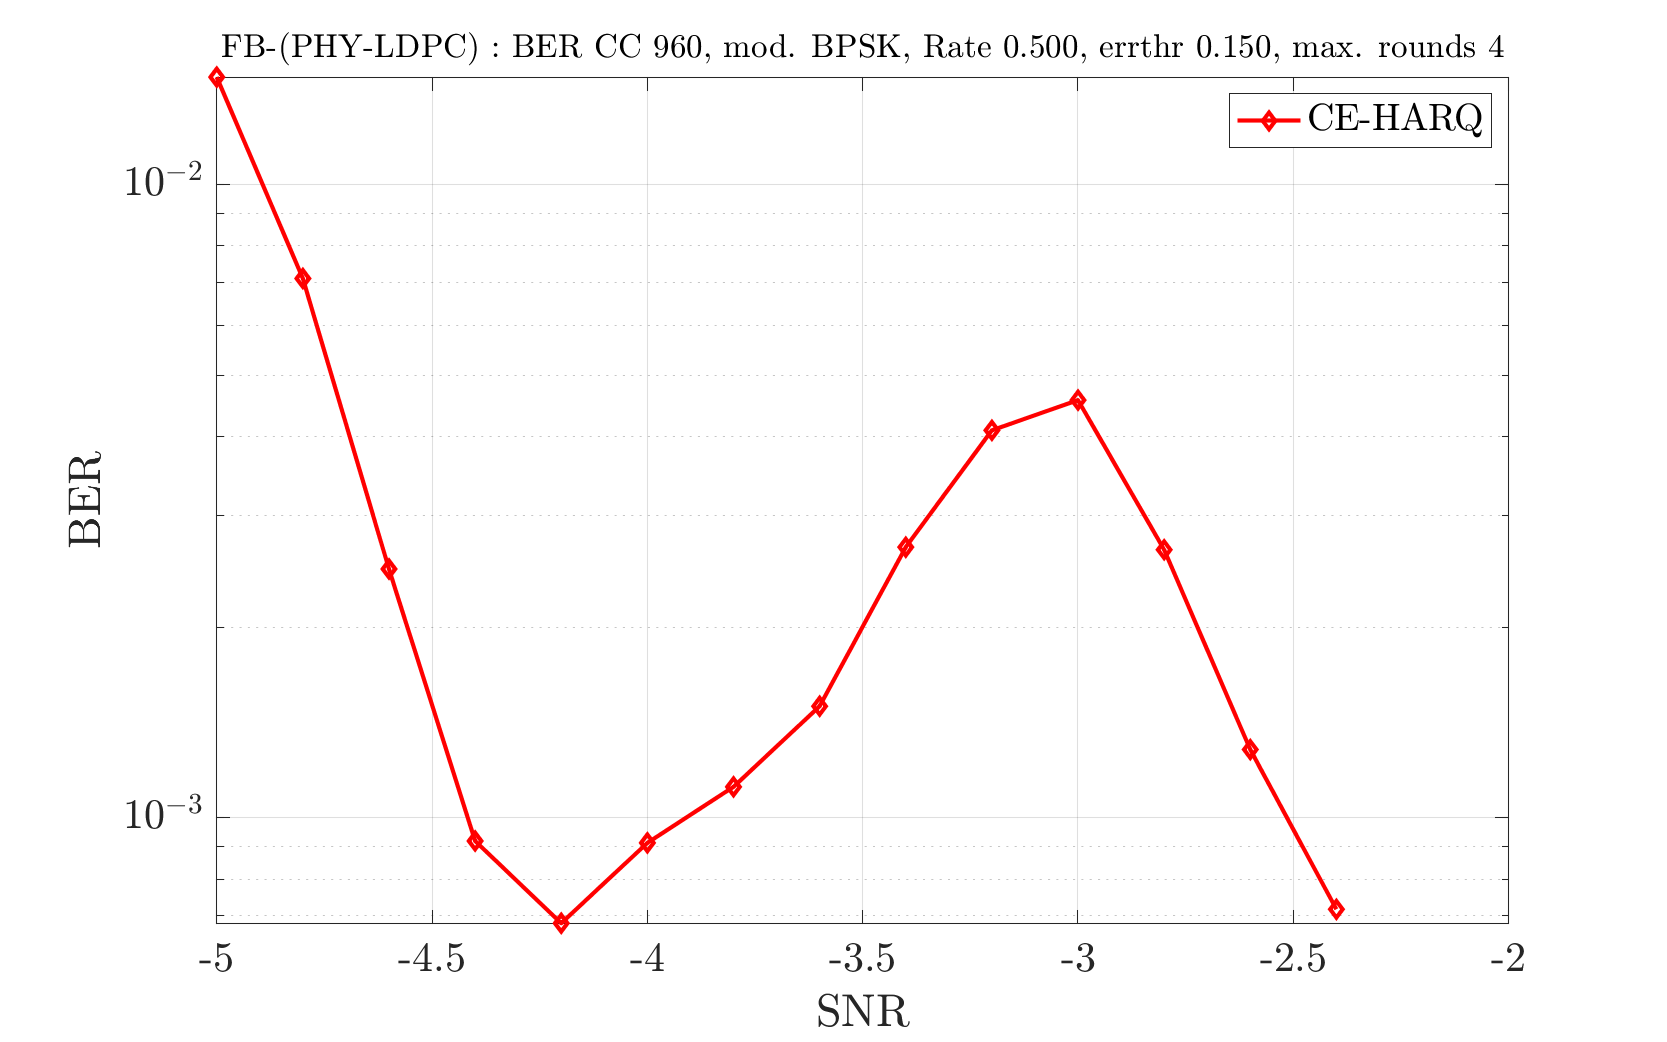 FB-(PHY-LDPC) : BER CC 960, mod. BPSK, Rate 0.500, errthr 0.150, max. rounds 4
CE-HARQ
10⁻²
BER
10⁻³
-5 -4.5 -4 -3.5 -3 -2.5 -2
SNR